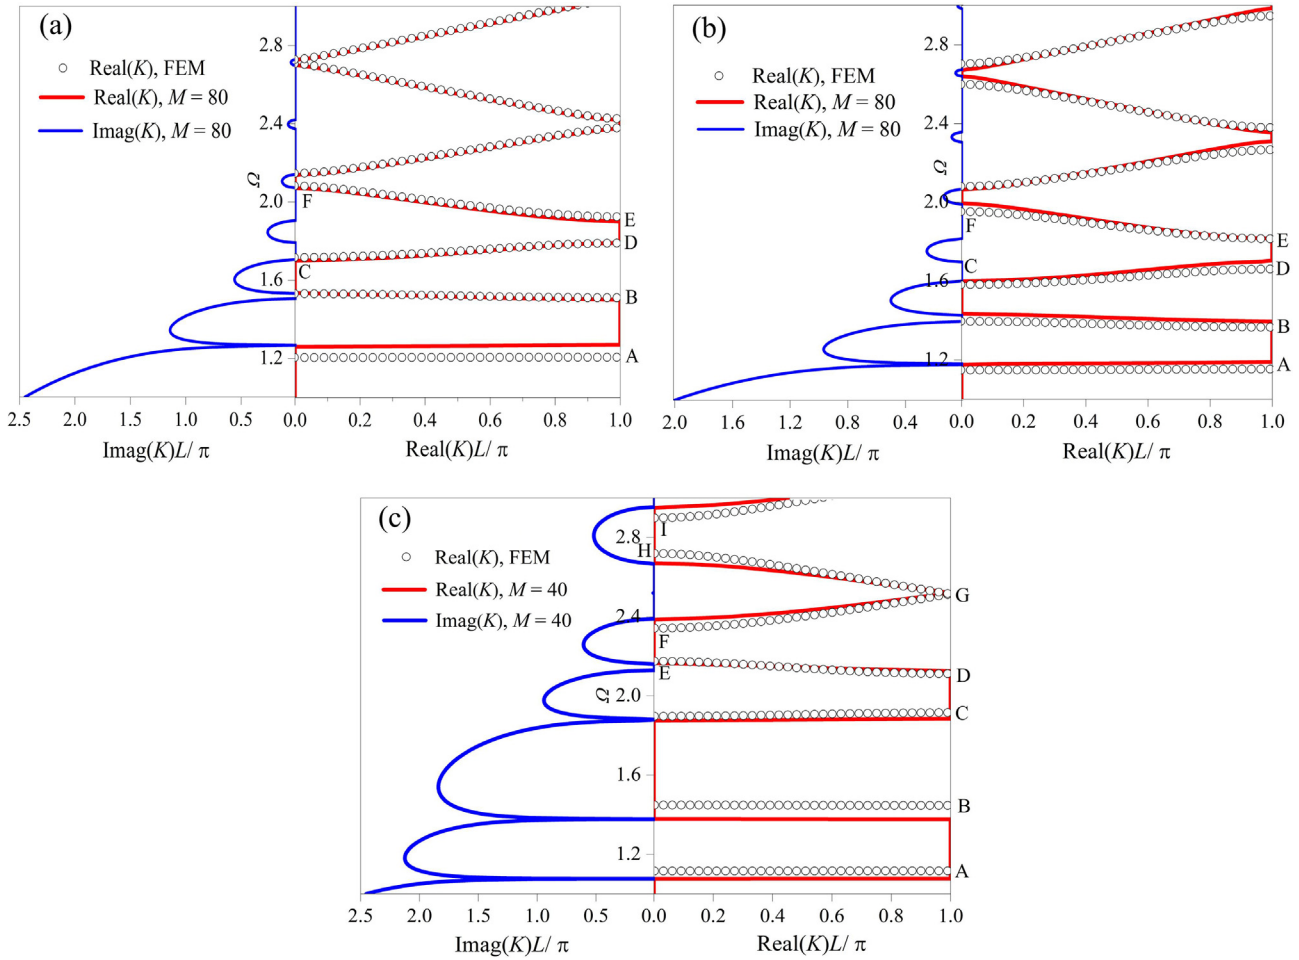 (a)
Real(K), FEM
Real(K), M = 80
Imag(K), M = 80
2.8
2.4
2.0
1.6
1.2
Ω
F
E
D
C
B
A
2.5 2.0 1.5 1.0 0.5 0.0 0.2 0.4 0.6 0.8 1.0
Imag(K)L/ π Real(K)L/ π
(b)
Real(K), FEM
Real(K), M = 80
Imag(K), M = 80
2.8
2.4
2.0
1.6
1.2
Ω
F
E
C
D
B
A
2.0 1.6 1.2 0.8 0.4 0.0 0.2 0.4 0.6 0.8 1.0
Imag(K)L/ π Real(K)L/ π
(c)
Real(K), FEM
Real(K), M = 40
Imag(K), M = 40
2.8
2.4
2.0
1.6
1.2
Ω
I
H
G
F
E
D
C
B
A
2.5 2.0 1.5 1.0 0.5 0.0 0.2 0.4 0.6 0.8 1.0
Imag(K)L/ π Real(K)L/ π